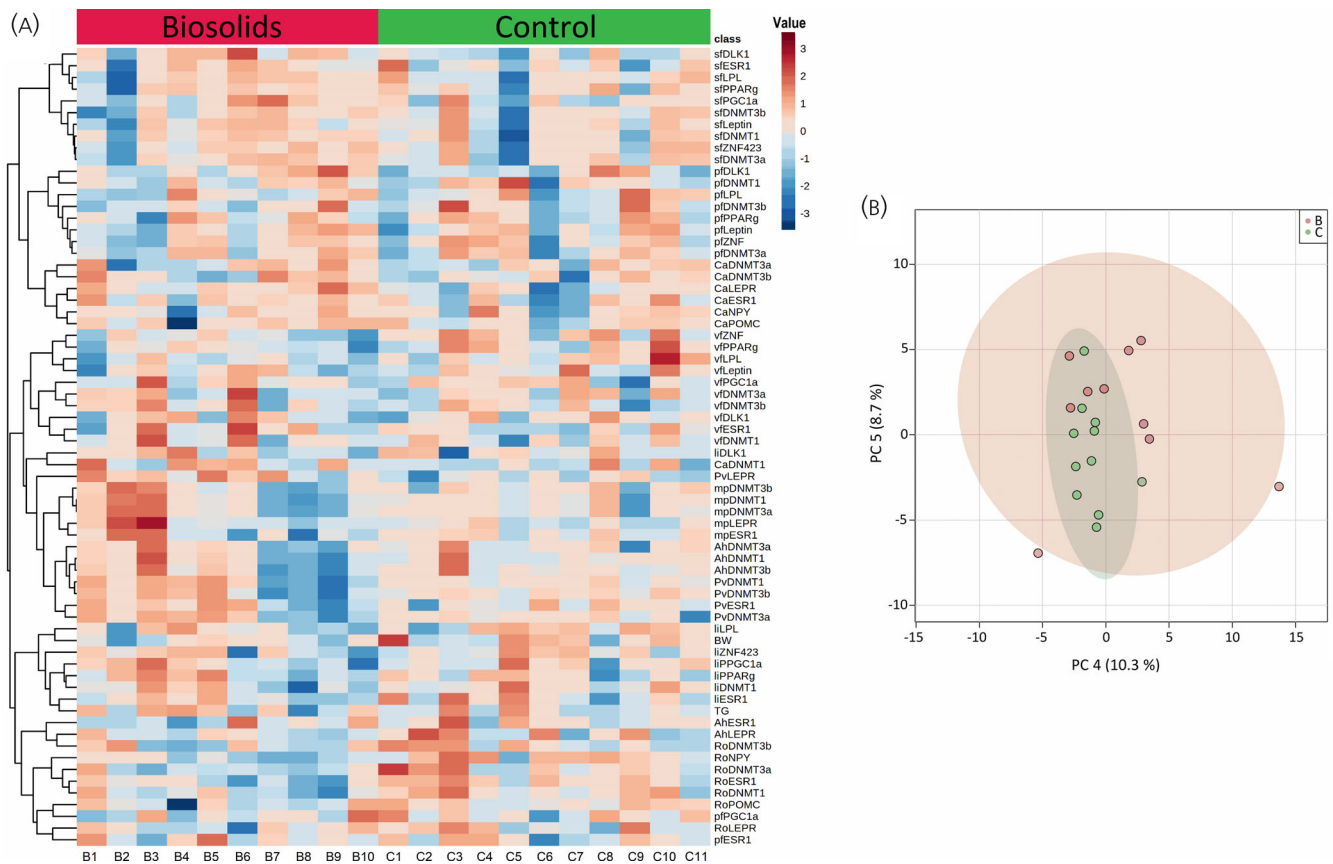 (A)
Biosolids
Control
Value
class
3
2
1
0
-1
-2
-3
sfDLK1
sfESR1
sfLPL
sfPPARg
sfPGC1a
sfDNMT3b
sfLeptin
sfDNMT1
sfZNF423
sfDNMT3a
pfDLK1
pfDNMT1
pfLPL
pfDNMT3b
pfPPARg
pfLeptin
pfZNF
pfDNMT3a
CaDNMT3a
CaDNMT3b
CaLEPR
CaESR1
CaNPY
CaPOMC
vfZNF
vfPPARg
vfLPL
vfLeptin
vfPGC1a
vfDNMT3a
vfDNMT3b
vfDLK1
vfESR1
vfDNMT1
liDLK1
CaDNMT1
PvLEPR
mpDNMT3b
mpDNMT1
mpDNMT3a
mpLEPR
mpESR1
AhDNMT3a
AhDNMT1
AhDNMT3b
PvDNMT1
PvDNMT3b
PvESR1
PvDNMT3a
liLPL
BW
liZNF423
liPPGC1a
liPPARg
liDNMT1
liESR1
TG
AhESR1
AhLEPR
RoDNMT3b
RoNPY
RoDNMT3a
RoESR1
RoDNMT1
RoPOMC
pfPGC1a
RoLEPR
pfESR1
B1 B2 B3 B4 B5 B6 B7 B8 B9 B10 C1 C2 C3 C4 C5 C6 C7 C8 C9 C10 C11
(B)
B
C
10
5
0
-5
-10
PC 5 (8.7 %)
-15 -10 -5 0 5 10 15
PC 4 (10.3 %)